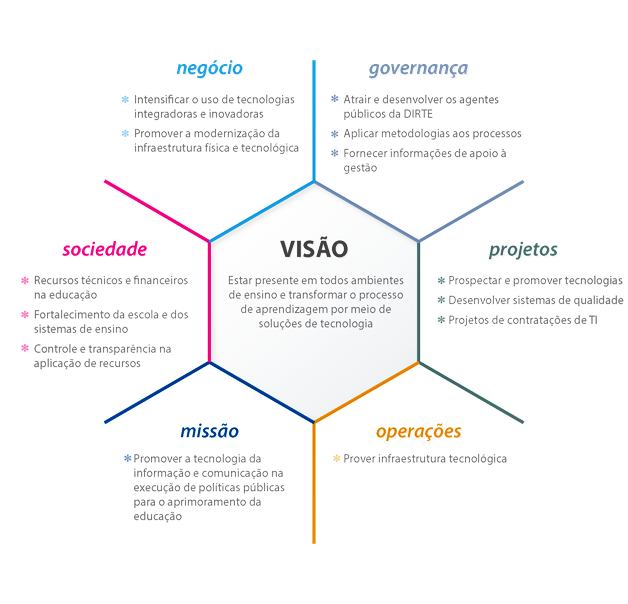 negócio
✻ Intensificar o uso de tecnologias
integradoras e inovadoras
✻ Promover a modernização da
infraestrutura física e tecnológica
governança
✻ Atrair e desenvolver os agentes
públicos da DIRTE
✻ Aplicar metodologias aos processos
✻ Fornecer informações de apoio à
gestão
sociedade
✻ Recursos técnicos e financeiros
na educação
✻ Fortalecimento da escola e dos
sistemas de ensino
✻ Controle e transparência na
aplicação de recursos
VISÃO
Estar presente em todos ambientes
de ensino e transformar o processo
de aprendizagem por meio de
soluções de tecnologia
projetos
✻ Prospectar e promover tecnologias
✻ Desenvolver sistemas de qualidade
✻ Projetos de contratações de TI
missão
✻ Promover a tecnologia da
informação e comunicação na
execução de políticas públicas
para o aprimoramento da
educação
operações
✻ Prover infraestrutura tecnológica